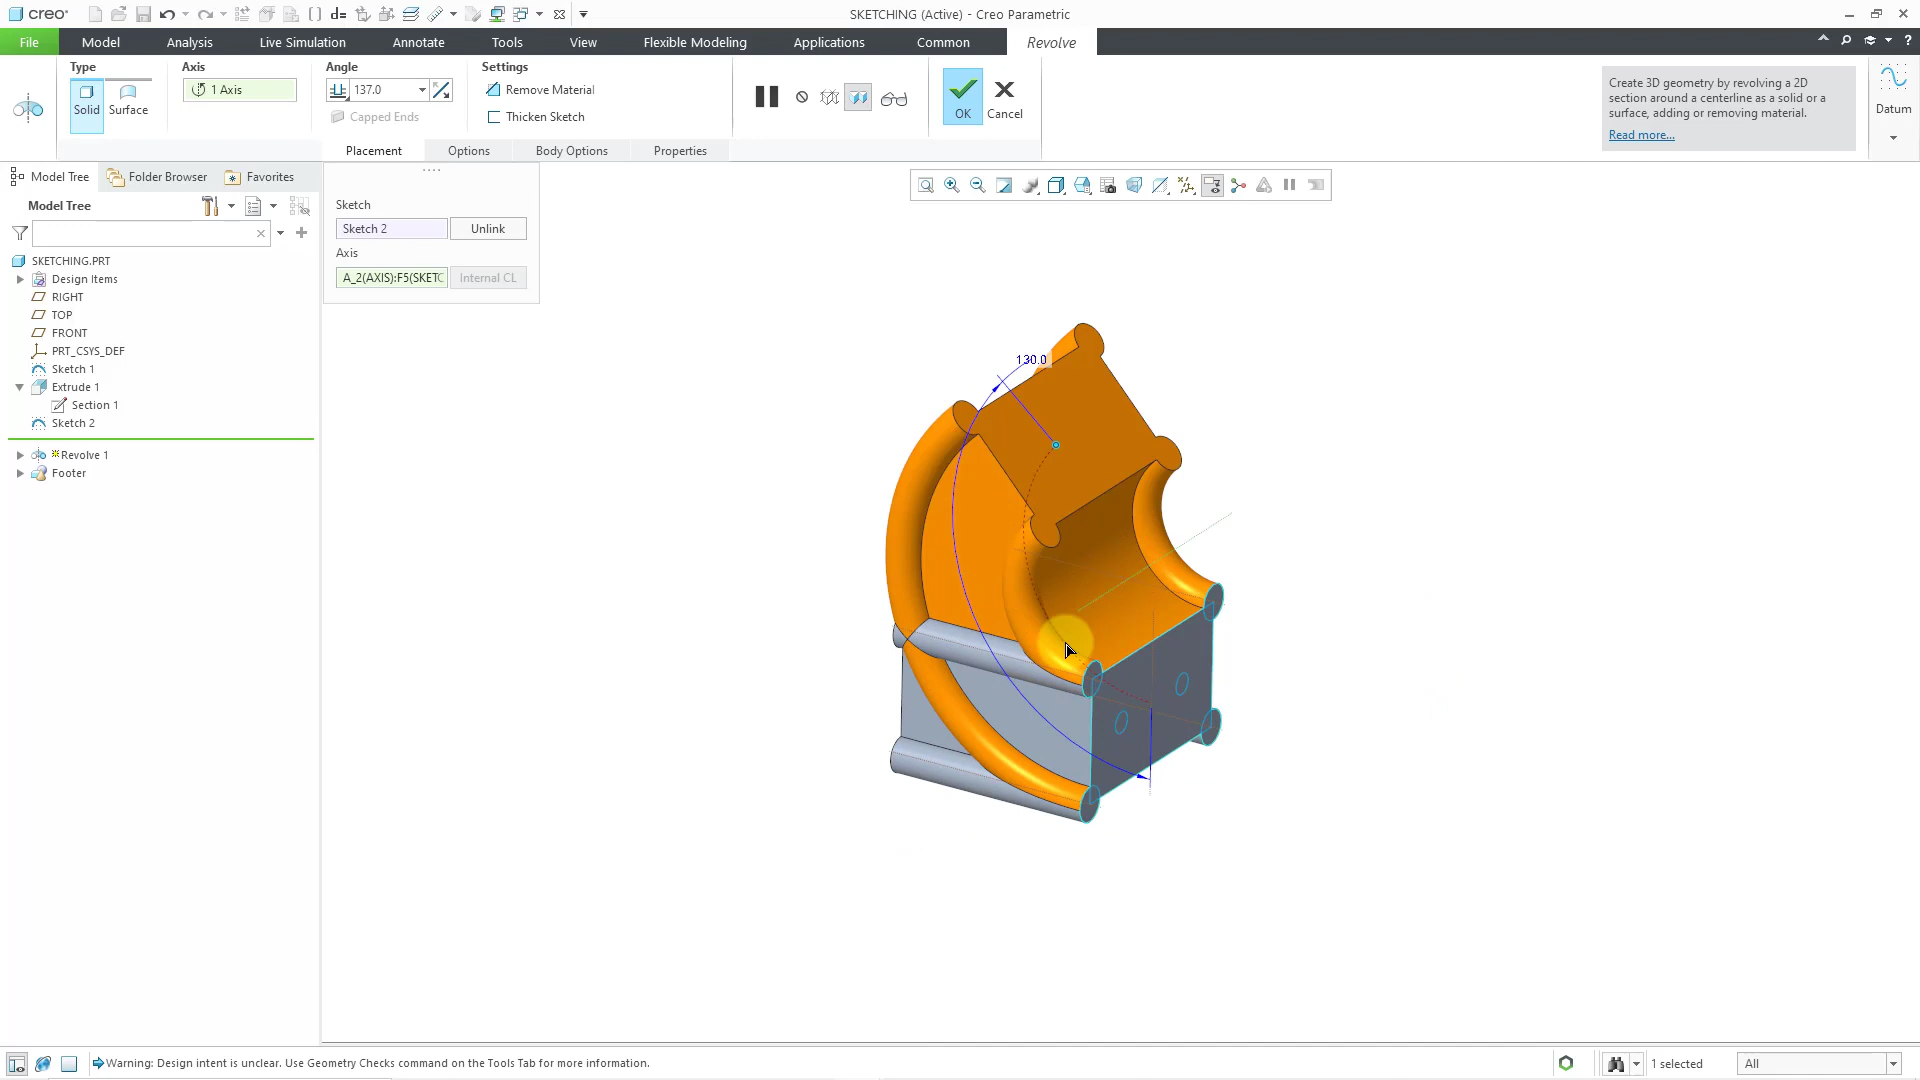 creo
SKETCHING (Active) - Creo Parametric
File Model Analysis Live Simulation Annotate Tools View Flexible Modeling Applications Common Revolve
Type Axis Angle Settings
1 Axis 137.0 Remove Material
Solid Surface Capped Ends Thicken Sketch OK Cancel
Create 3D geometry by revolving a 2D
section around a centerline as a solid or a
surface, adding or removing material.
Read more...
Datum
Placement Options Body Options Properties
Model Tree Folder Browser Favorites
Model Tree
SKETCHING.PRT
Design Items
RIGHT
TOP
FRONT
PRT_CSYS_DEF
Sketch 1
Extrude 1
Section 1
Sketch 2
Revolve 1
Footer
Sketch
Sketch 2 Unlink
Axis
A_2(AXIS):F5(SKETC Internal CL
130.0
Warning: Design intent is unclear. Use Geometry Checks command on the Tools Tab for more information.
1 selected All